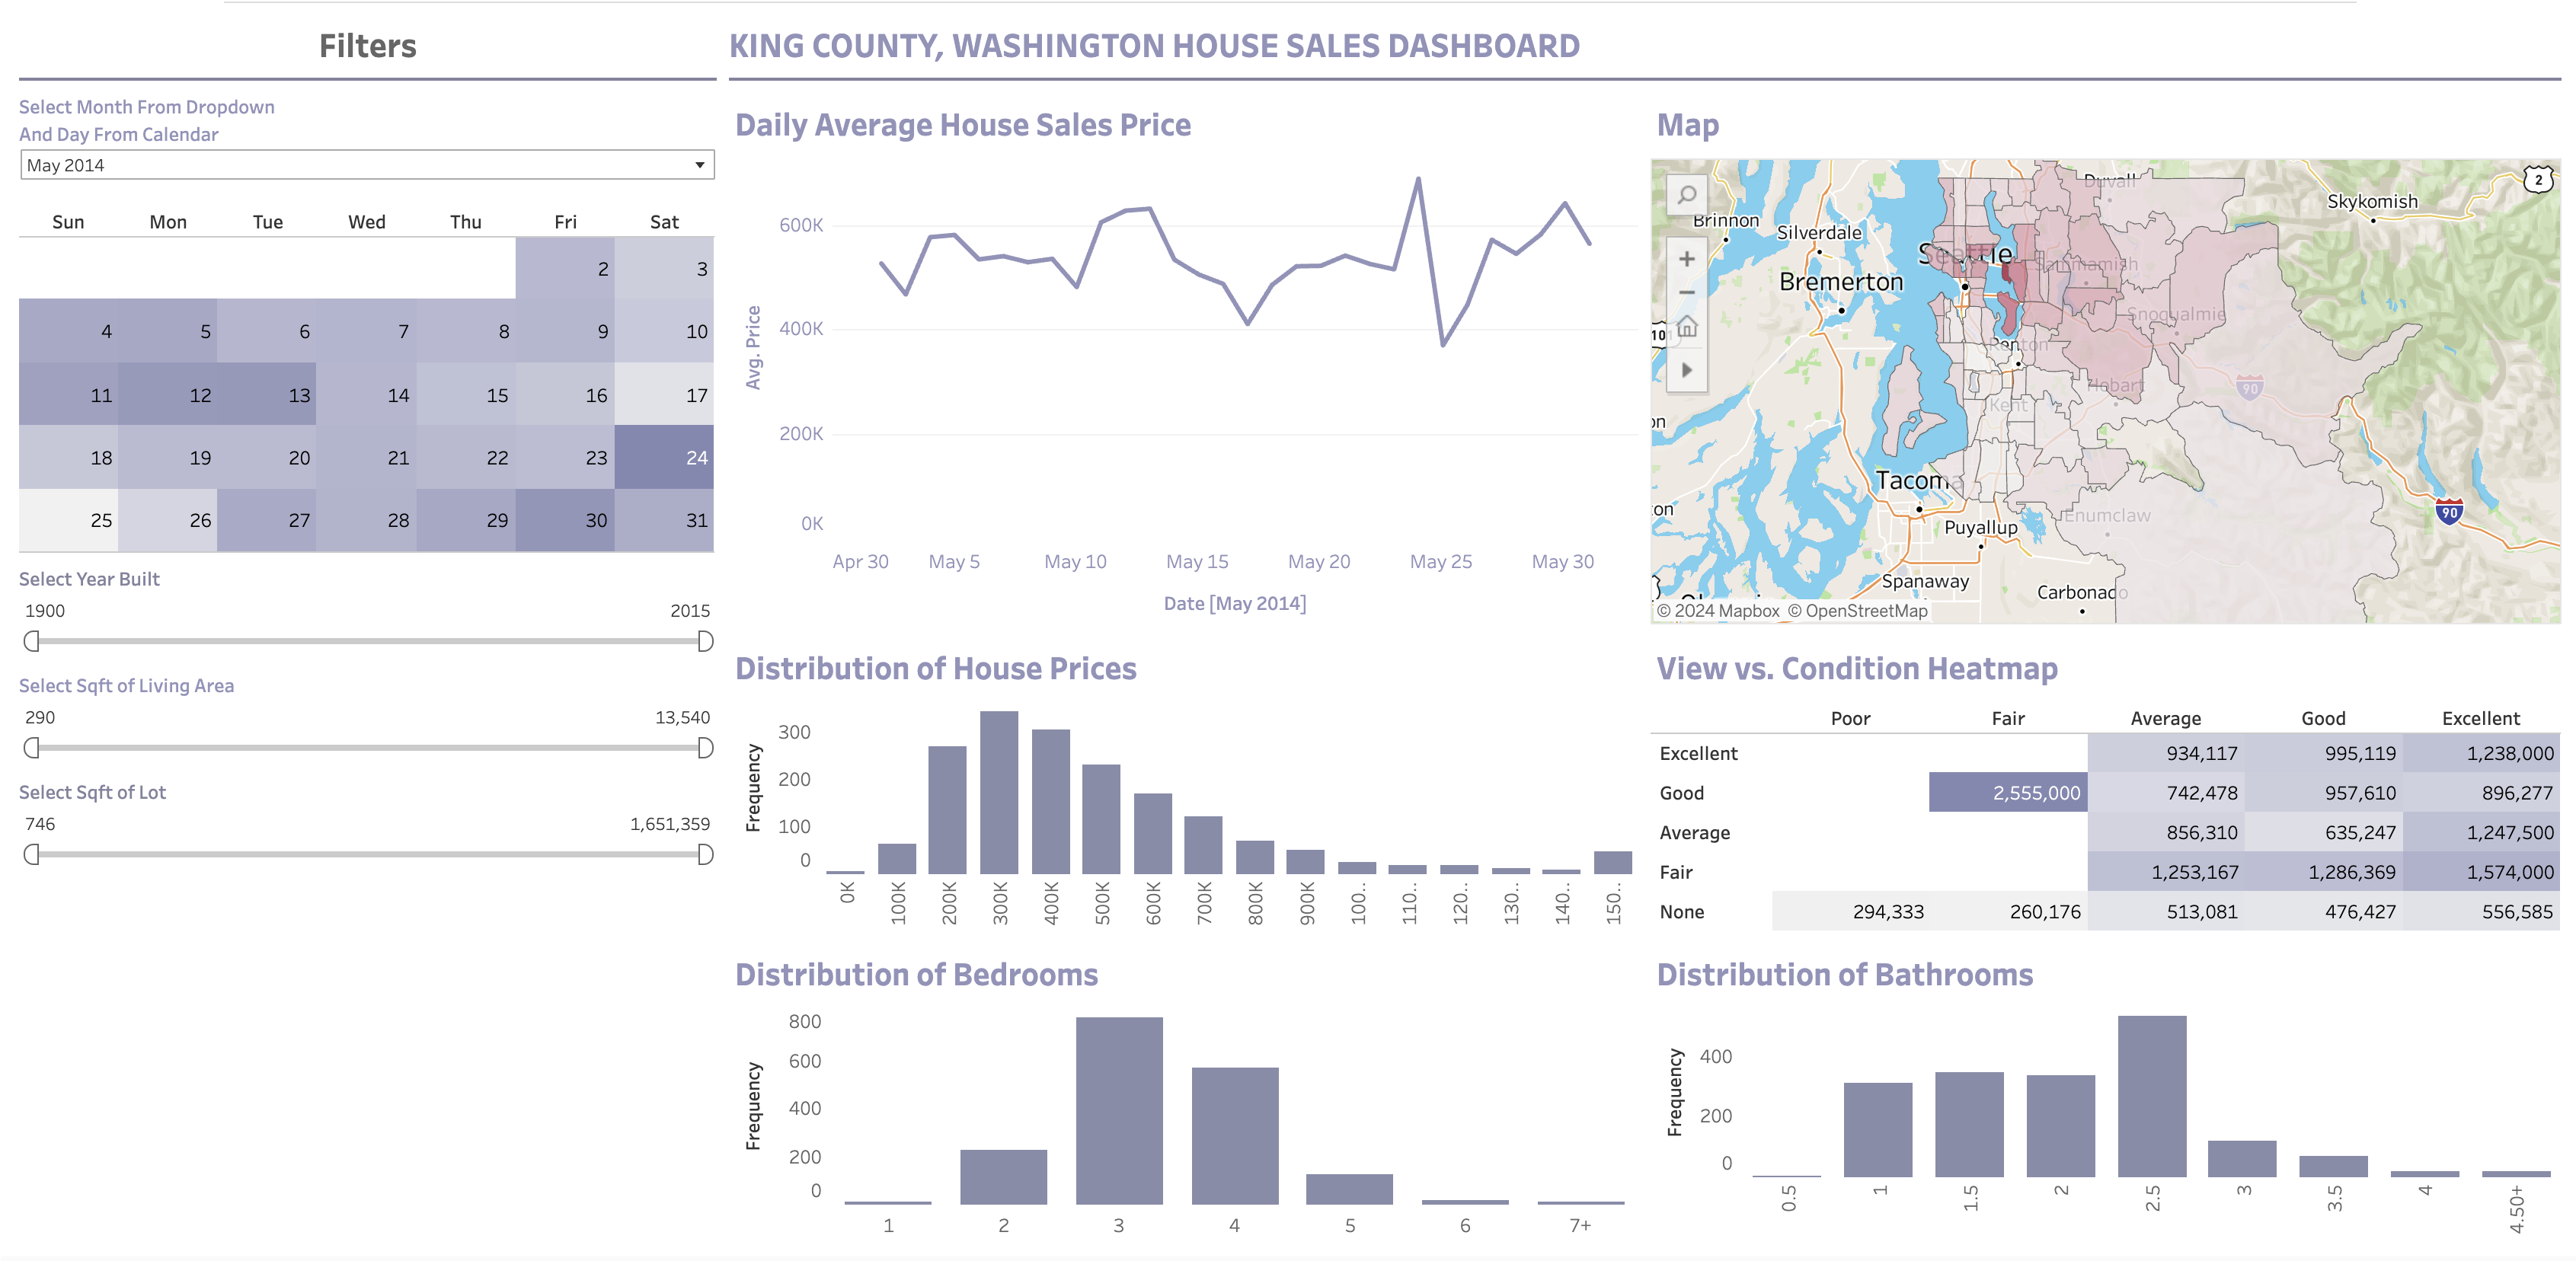 Filters
KING COUNTY, WASHINGTON HOUSE SALES DASHBOARD
Select Month From Dropdown
And Day From Calendar
May 2014
Sun Mon Tue Wed Thu Fri Sat
2 3
4 5 6 7 8 9 10
11 12 13 14 15 16 17
18 19 20 21 22 23 24
25 26 27 28 29 30 31
Select Year Built
1900 2015
Select Sqft of Living Area
290 13,540
Select Sqft of Lot
746 1,651,359
Daily Average House Sales Price
Avg. Price
600K
400K
200K
0K
Apr 30 May 5 May 10 May 15 May 20 May 25 May 30
Date [May 2014]
Map
Duvall
2
Skykomish
Brinnon
Silverdale
Seattle
Sammamish
Bremerton
Snoqualmie
10
Renton
Hobart
90
Kent
on
Tacoma
on
Enumclaw
90
Puyallup
Spanaway
Carbonado
© 2024 Mapbox © OpenStreetMap
Distribution of House Prices
Frequency
300
200
100
0
0K 100K 200K 300K 400K 500K 600K 700K 800K 900K 100.. 110.. 120.. 130.. 140.. 150..
View vs. Condition Heatmap
Poor Fair Average Good Excellent
Excellent 934,117 995,119 1,238,000
Good 2,555,000 742,478 957,610 896,277
Average 856,310 635,247 1,247,500
Fair 1,253,167 1,286,369 1,574,000
None 294,333 260,176 513,081 476,427 556,585
Distribution of Bedrooms
Frequency
800
600
400
200
0
1 2 3 4 5 6 7+
Distribution of Bathrooms
Frequency
400
200
0
0.5 1 1.5 2 2.5 3 3.5 4 4.50+